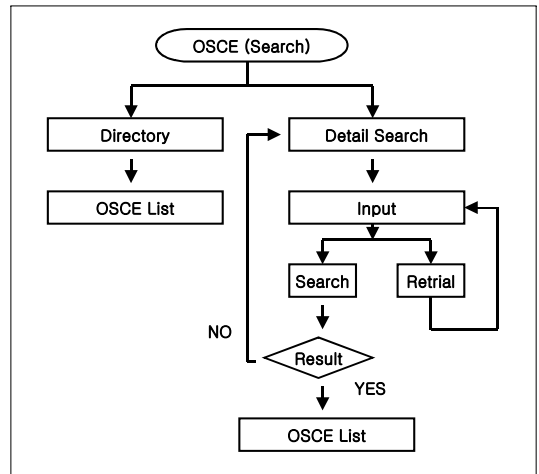 OSCE (Search)
Directory
Detail Search
OSCE List
Input
Search
Retrial
NO
Result
YES
OSCE List